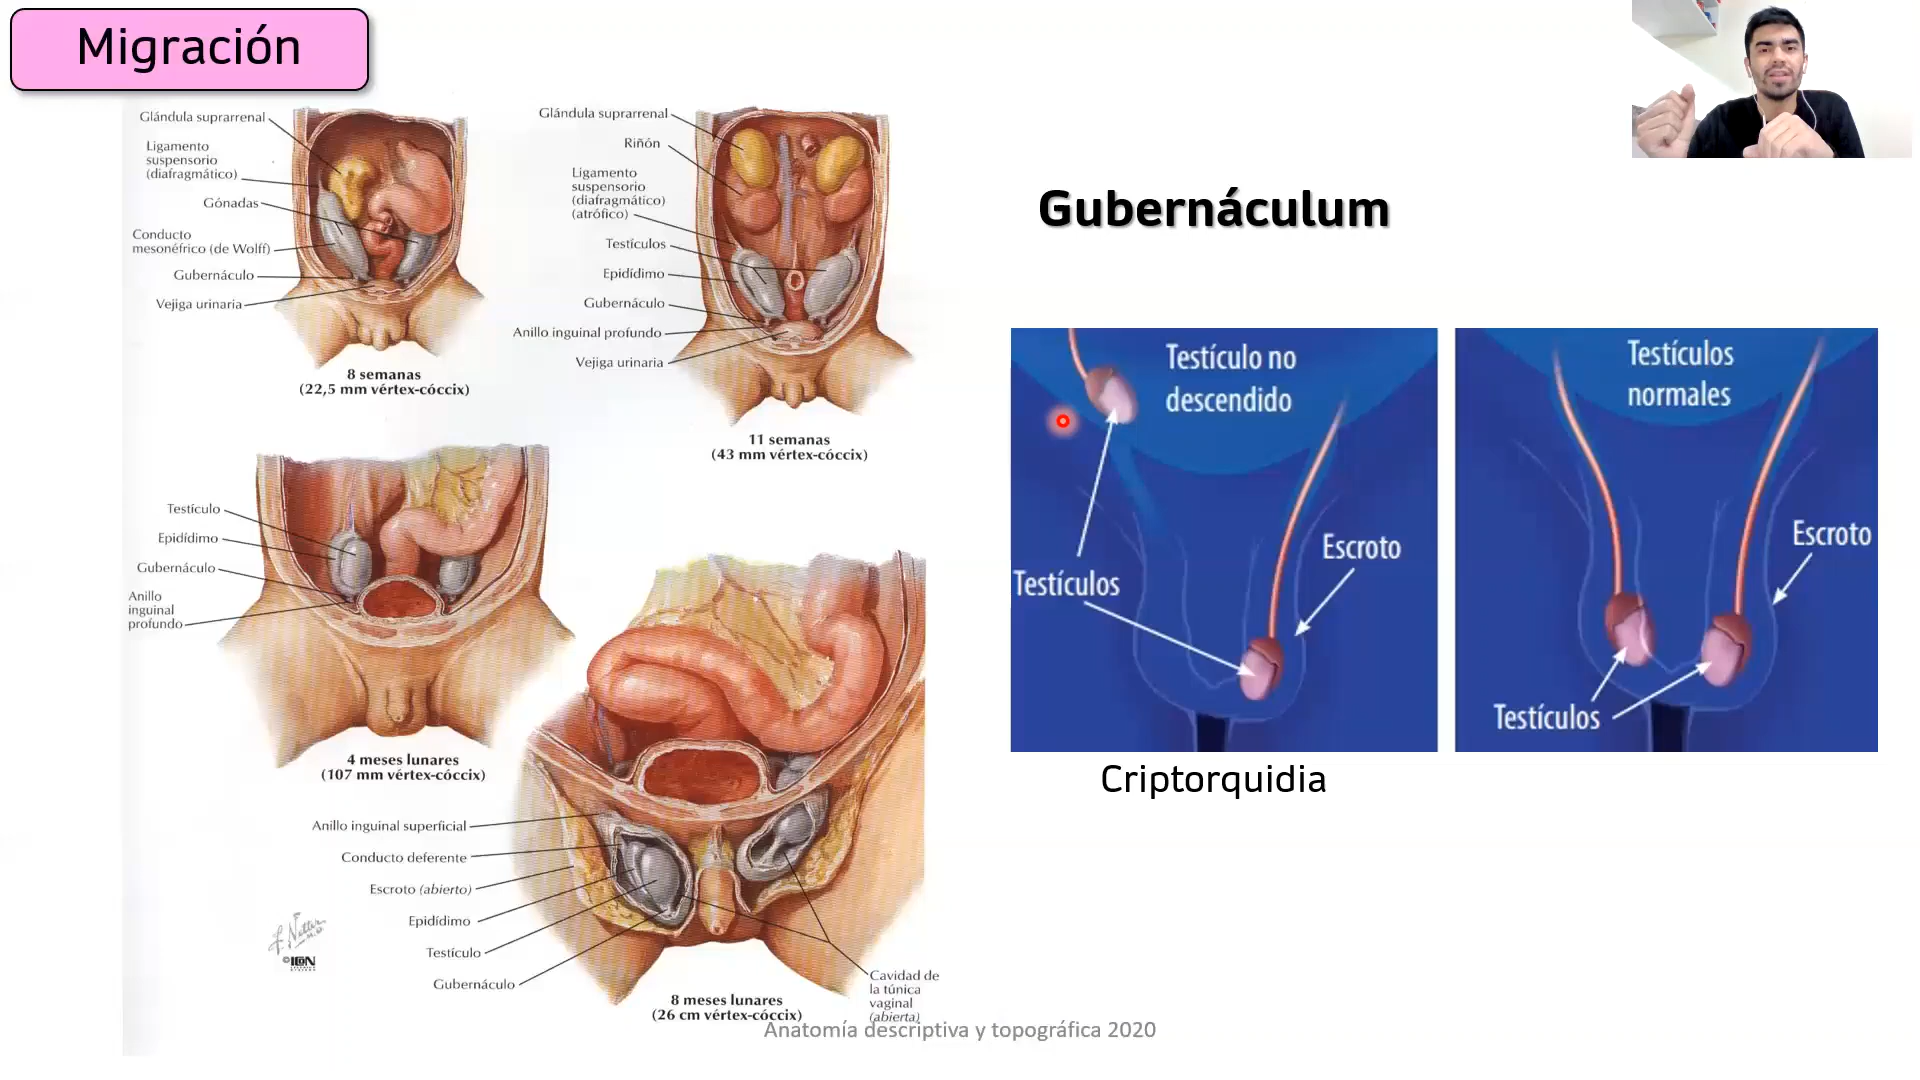 Migración
Glándula suprarrenal
Ligamento
suspensorio
(diafragmático)
Gónadas
Conducto
mesonéfrico (de Wolff)
Gubernáculo
Vejiga urinaria
8 semanas
(22,5 mm vértex-cóccix)
Glándula suprarrenal
Riñón
Ligamento
suspensorio
(diafragmático)
(atrófico)
Testículos
Epidídimo
Gubernáculo
Anillo inguinal profundo
Vejiga urinaria
11 semanas
(43 mm vértex-cóccix)
Testículo
Epidídimo
Gubernáculo
Anillo
inguinal
profundo
4 meses lunares
(107 mm vértex-cóccix)
Anillo inguinal superficial
Conducto deferente
Escroto (abierto)
Epidídimo
Testículo
Gubernáculo
Cavidad de
la túnica
vaginal
(abierta)
8 meses lunares
(26 cm vértex-cóccix)
F. Netter
M.D.
©ICON
Gubernáculum
Testículo no
descendido
Testículos
Escroto
Testículos
normales
Escroto
Testículos
Criptorquidia
Anatomía descriptiva y topográfica 2020